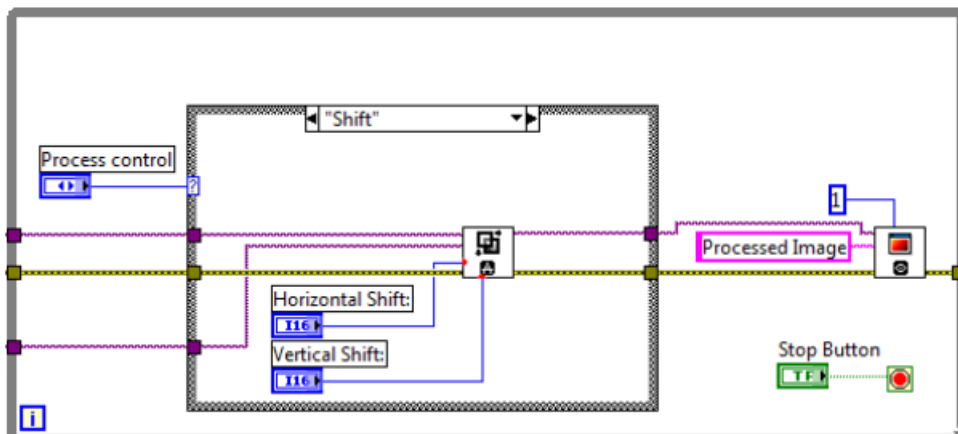 "Shift"
Process control
?
1
Processed Image
Horizontal Shift:
I16
Vertical Shift:
I16
Stop Button
TF
i